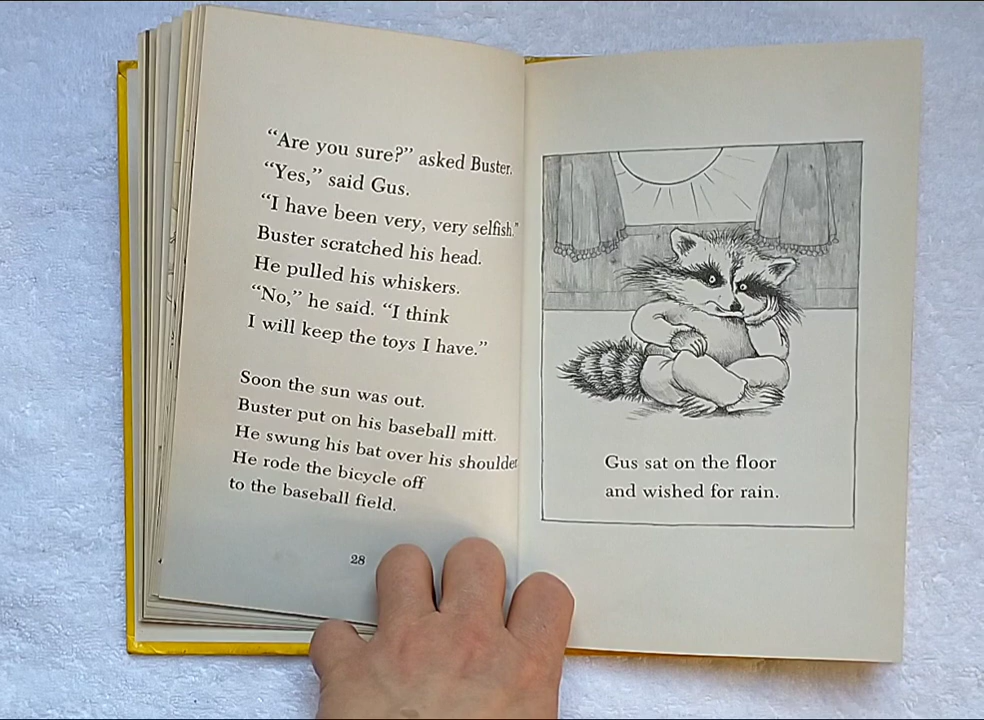 “Are you sure?” asked Buster.
“Yes,” said Gus.
“I have been very, very selfish.”
Buster scratched his head.
He pulled his whiskers.
“No,” he said. “I think
I will keep the toys I have.”
Soon the sun was out.
Buster put on his baseball mitt.
He swung his bat over his shoulder
He rode the bicycle off
to the baseball field.
28
Gus sat on the floor
and wished for rain.